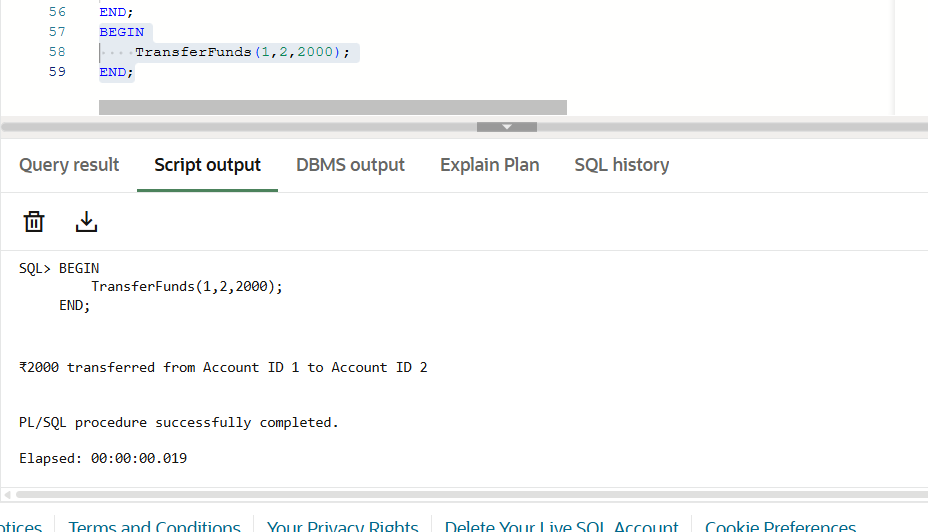 56 END;
57 BEGIN
58 ····TransferFunds(1,2,2000);
59 END;
Query result Script output DBMS output Explain Plan SQL history
SQL> BEGIN
TransferFunds(1,2,2000);
END;
₹2000 transferred from Account ID 1 to Account ID 2
PL/SQL procedure successfully completed.
Elapsed: 00:00:00.019
otices Terms and Conditions Your Privacy Rights Delete Your Live SQL Account Cookie Preferences